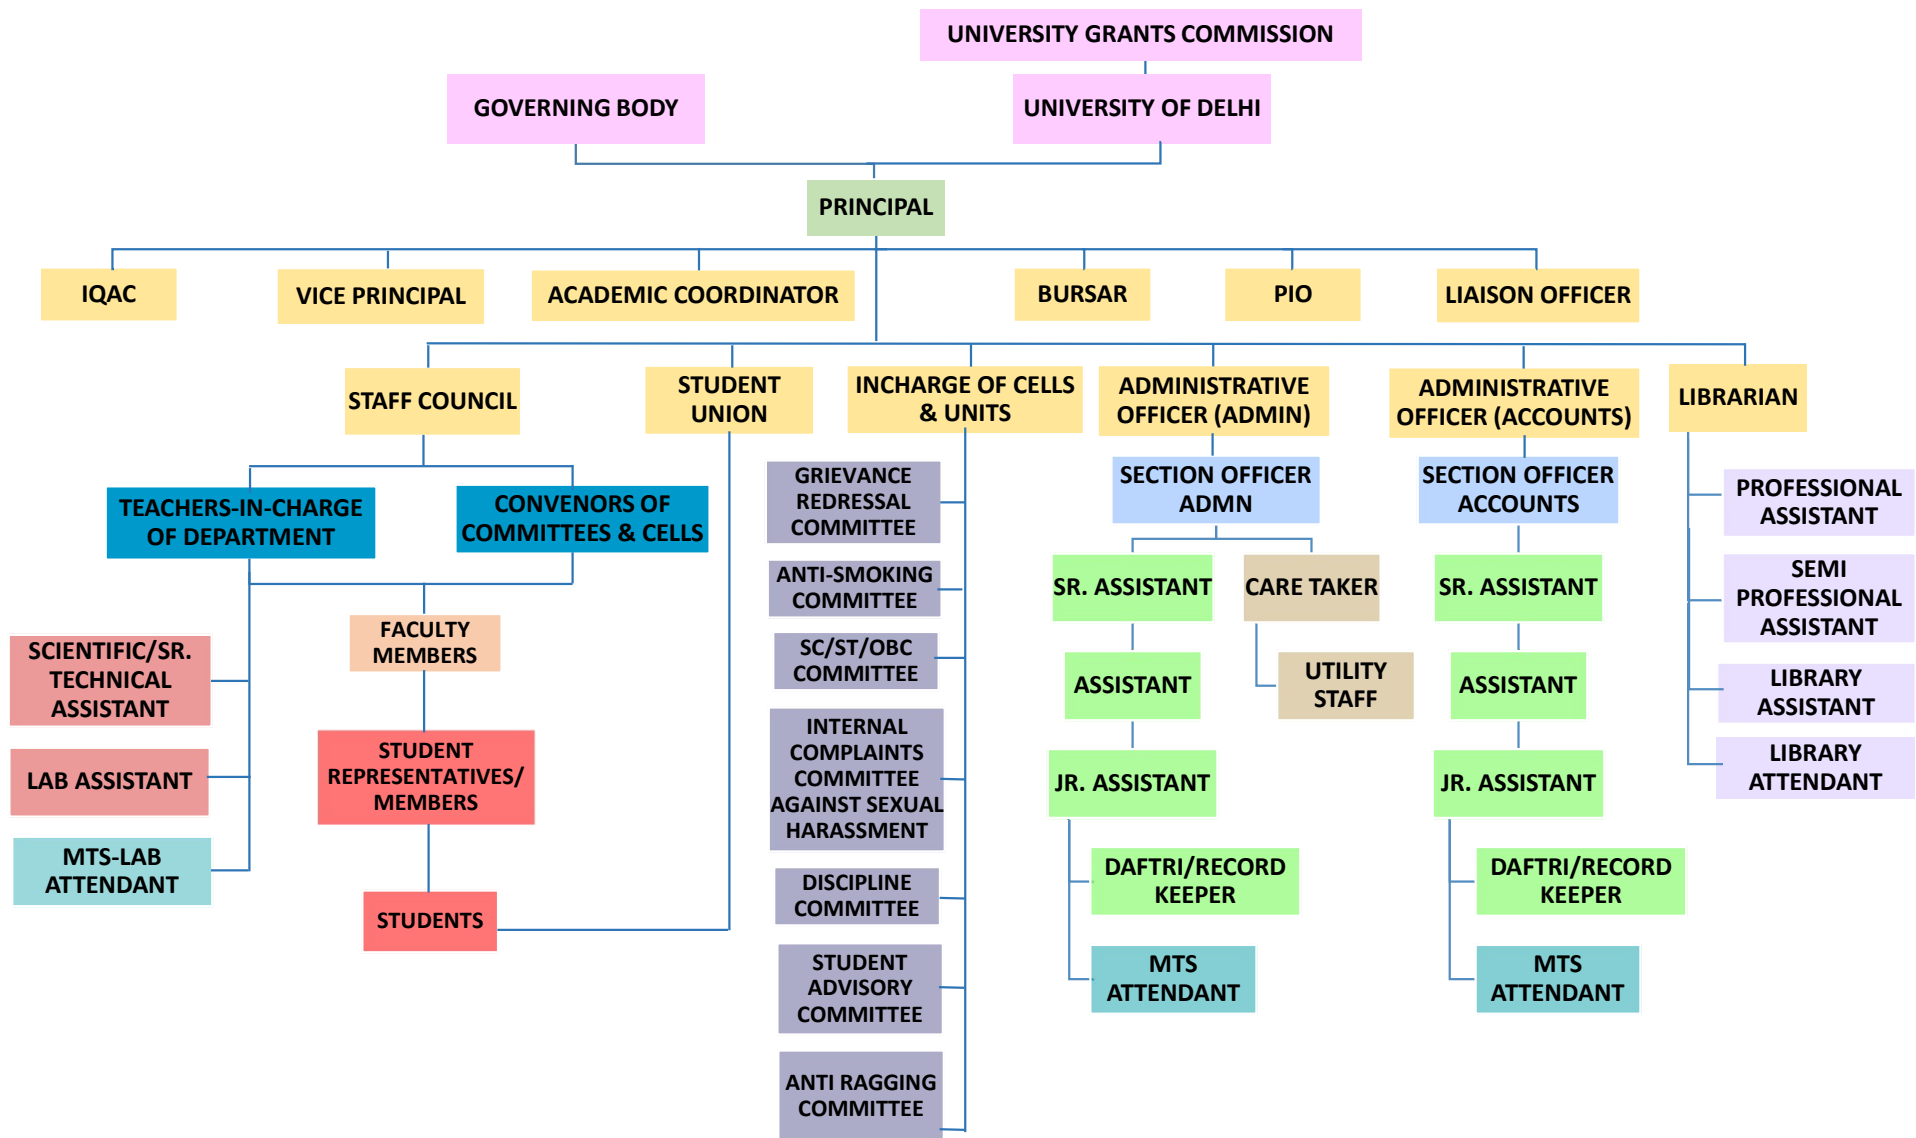 UNIVERSITY GRANTS COMMISSION
GOVERNING BODY
UNIVERSITY OF DELHI
PRINCIPAL
IQAC
VICE PRINCIPAL
ACADEMIC COORDINATOR
BURSAR
PIO
LIAISON OFFICER
STAFF COUNCIL
STUDENT
UNION
INCHARGE OF CELLS
& UNITS
ADMINISTRATIVE
OFFICER (ADMIN)
ADMINISTRATIVE
OFFICER (ACCOUNTS)
LIBRARIAN
TEACHERS-IN-CHARGE
OF DEPARTMENT
CONVENORS OF
COMMITTEES & CELLS
FACULTY
MEMBERS
SCIENTIFIC/SR.
TECHNICAL
ASSISTANT
LAB ASSISTANT
MTS-LAB
ATTENDANT
STUDENT
REPRESENTATIVES/
MEMBERS
STUDENTS
GRIEVANCE
REDRESSAL
COMMITTEE
ANTI-SMOKING
COMMITTEE
SC/ST/OBC
COMMITTEE
INTERNAL
COMPLAINTS
COMMITTEE
AGAINST SEXUAL
HARASSMENT
DISCIPLINE
COMMITTEE
STUDENT
ADVISORY
COMMITTEE
ANTI RAGGING
COMMITTEE
SECTION OFFICER
ADMN
SR. ASSISTANT
CARE TAKER
ASSISTANT
UTILITY
STAFF
JR. ASSISTANT
DAFTRI/RECORD
KEEPER
MTS
ATTENDANT
SECTION OFFICER
ACCOUNTS
SR. ASSISTANT
ASSISTANT
JR. ASSISTANT
DAFTRI/RECORD
KEEPER
MTS
ATTENDANT
PROFESSIONAL
ASSISTANT
SEMI
PROFESSIONAL
ASSISTANT
LIBRARY
ASSISTANT
LIBRARY
ATTENDANT